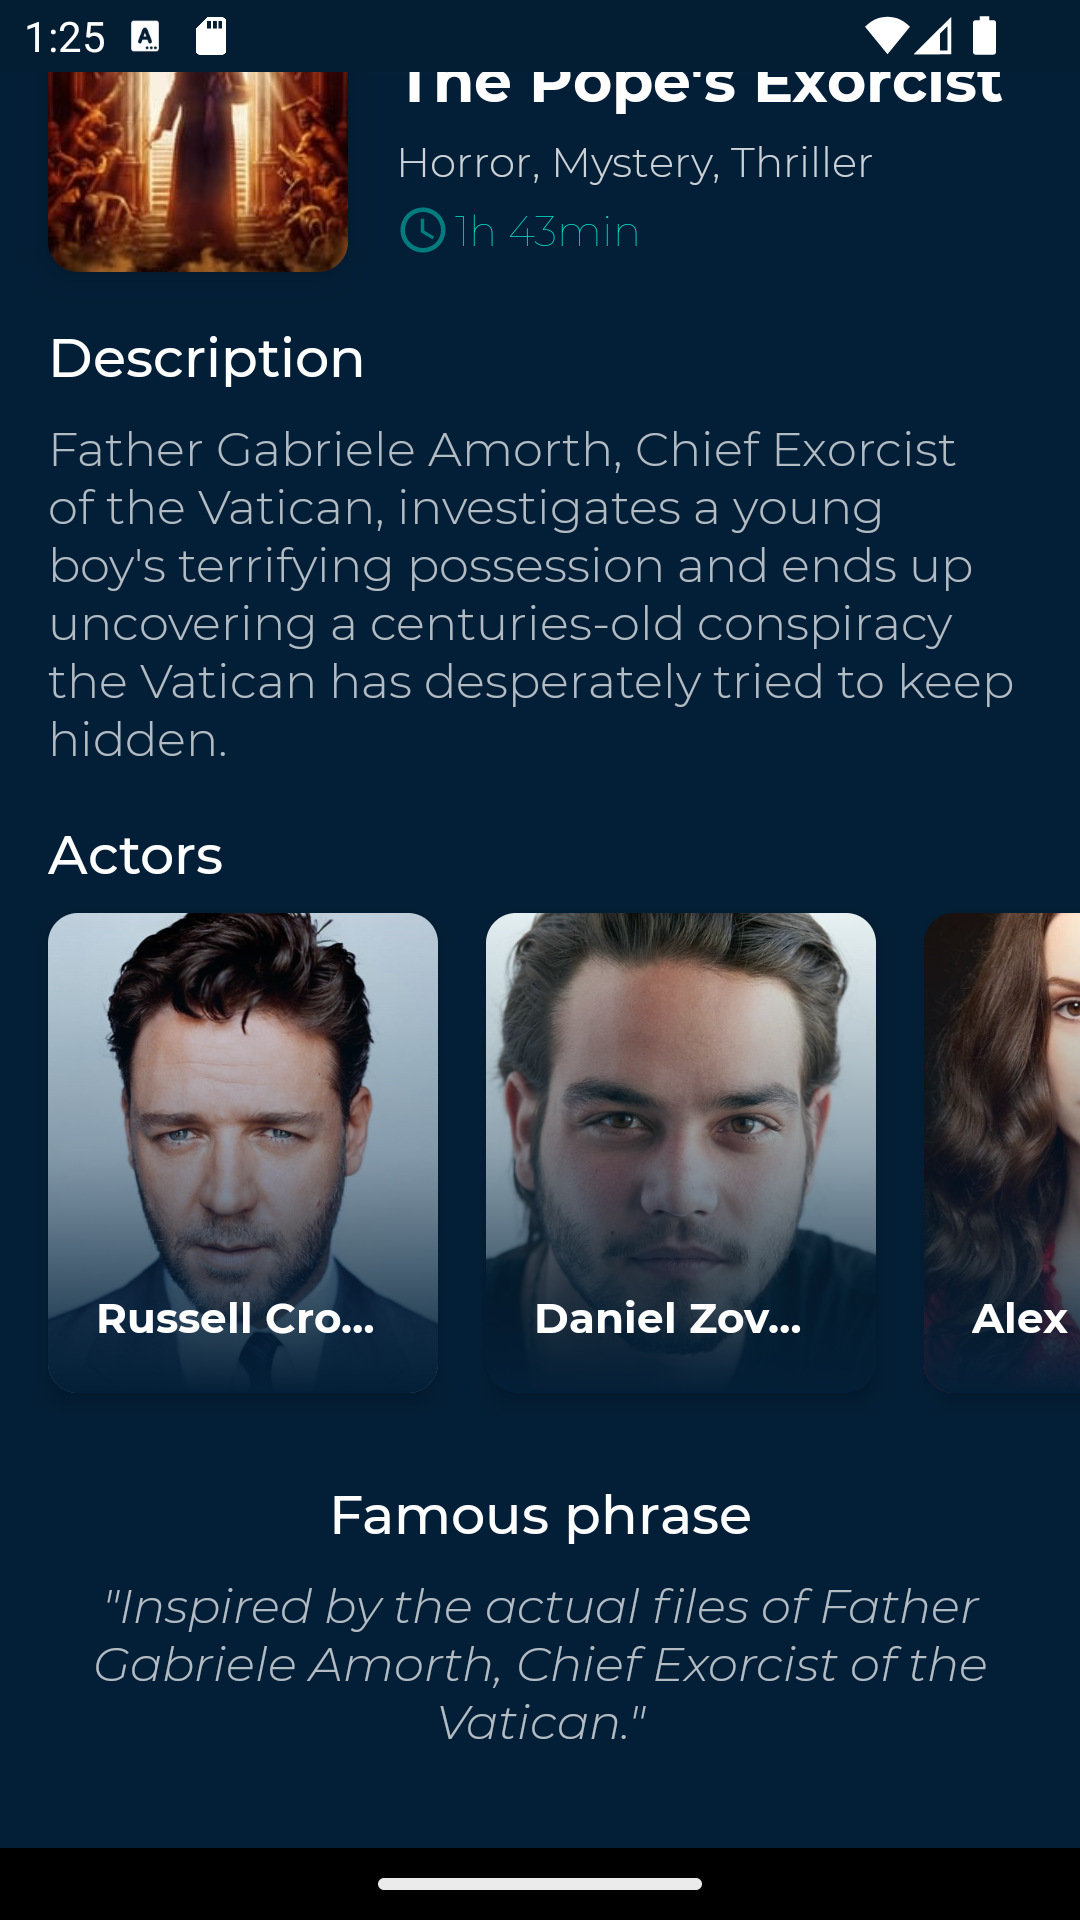 1:25
The Pope's Exorcist
Horror, Mystery, Thriller
1h 43min
Description
Father Gabriele Amorth, Chief Exorcist
of the Vatican, investigates a young
boy's terrifying possession and ends up
uncovering a centuries-old conspiracy
the Vatican has desperately tried to keep
hidden.
Actors
Russell Cro...
Daniel Zov...
Alex
Famous phrase
"Inspired by the actual files of Father
Gabriele Amorth, Chief Exorcist of the
Vatican."